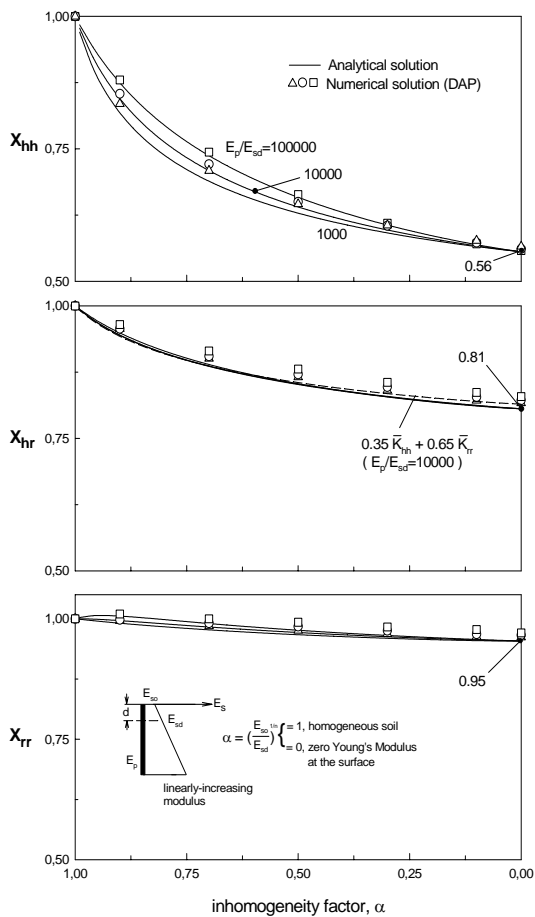 1,00
Analytical solution
Numerical solution (DAP)
0,75
X_hh
E_p/E_sd=100000
10000
1000
0.56
0,50
1,00
0.81
0,75
X_hr
0.35 K̅_hh + 0.65 K̅_rr
( E_p/E_sd=10000 )
0,50
1,00
0.95
0,75
X_rr
E_so
E_s
d
E_sd
E_p
α = (E_so/E_sd)^1/n { = 1, homogeneous soil
= 0, zero Young's Modulus
at the surface
linearly-increasing
modulus
0,50
1,00 0,75 0,50 0,25 0,00
inhomogeneity factor, α